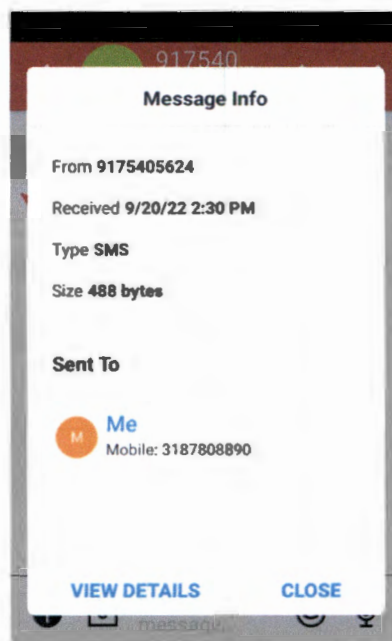 917540
Message Info
From 9175405624
Received 9/20/22 2:30 PM
Type SMS
Size 488 bytes
Sent To
M
Me
Mobile: 3187808890
VIEW DETAILS
CLOSE
message...